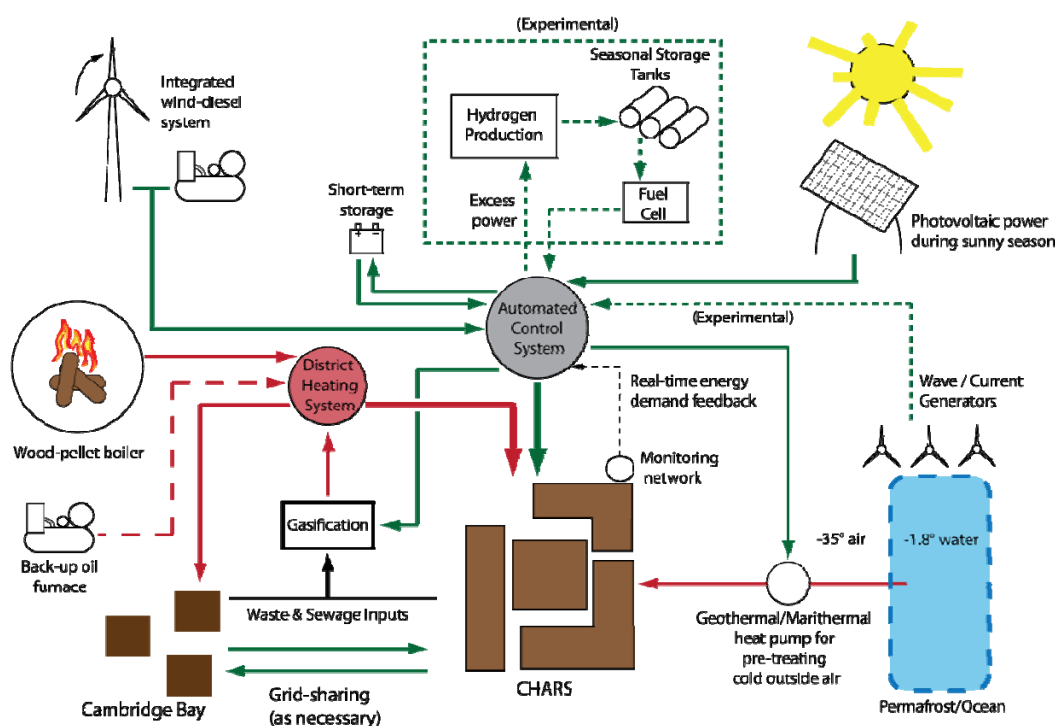 (Experimental)
Seasonal Storage
Tanks
Integrated
wind-diesel
system
Hydrogen
Production
Short-term
storage
Excess
power
Fuel
Cell
Photovoltaic power
during sunny season
Automated
Control
System
(Experimental)
District
Heating
System
Real-time energy
demand feedback
Wave / Current
Generators
Wood-pellet boiler
Monitoring
network
Gasification
-35° air
-1.8° water
Back-up oil
furnace
Waste & Sewage Inputs
Geothermal/Marithermal
heat pump for
pre-treating
cold outside air
CHARS
Cambridge Bay
Grid-sharing
(as necessary)
Permafrost/Ocean